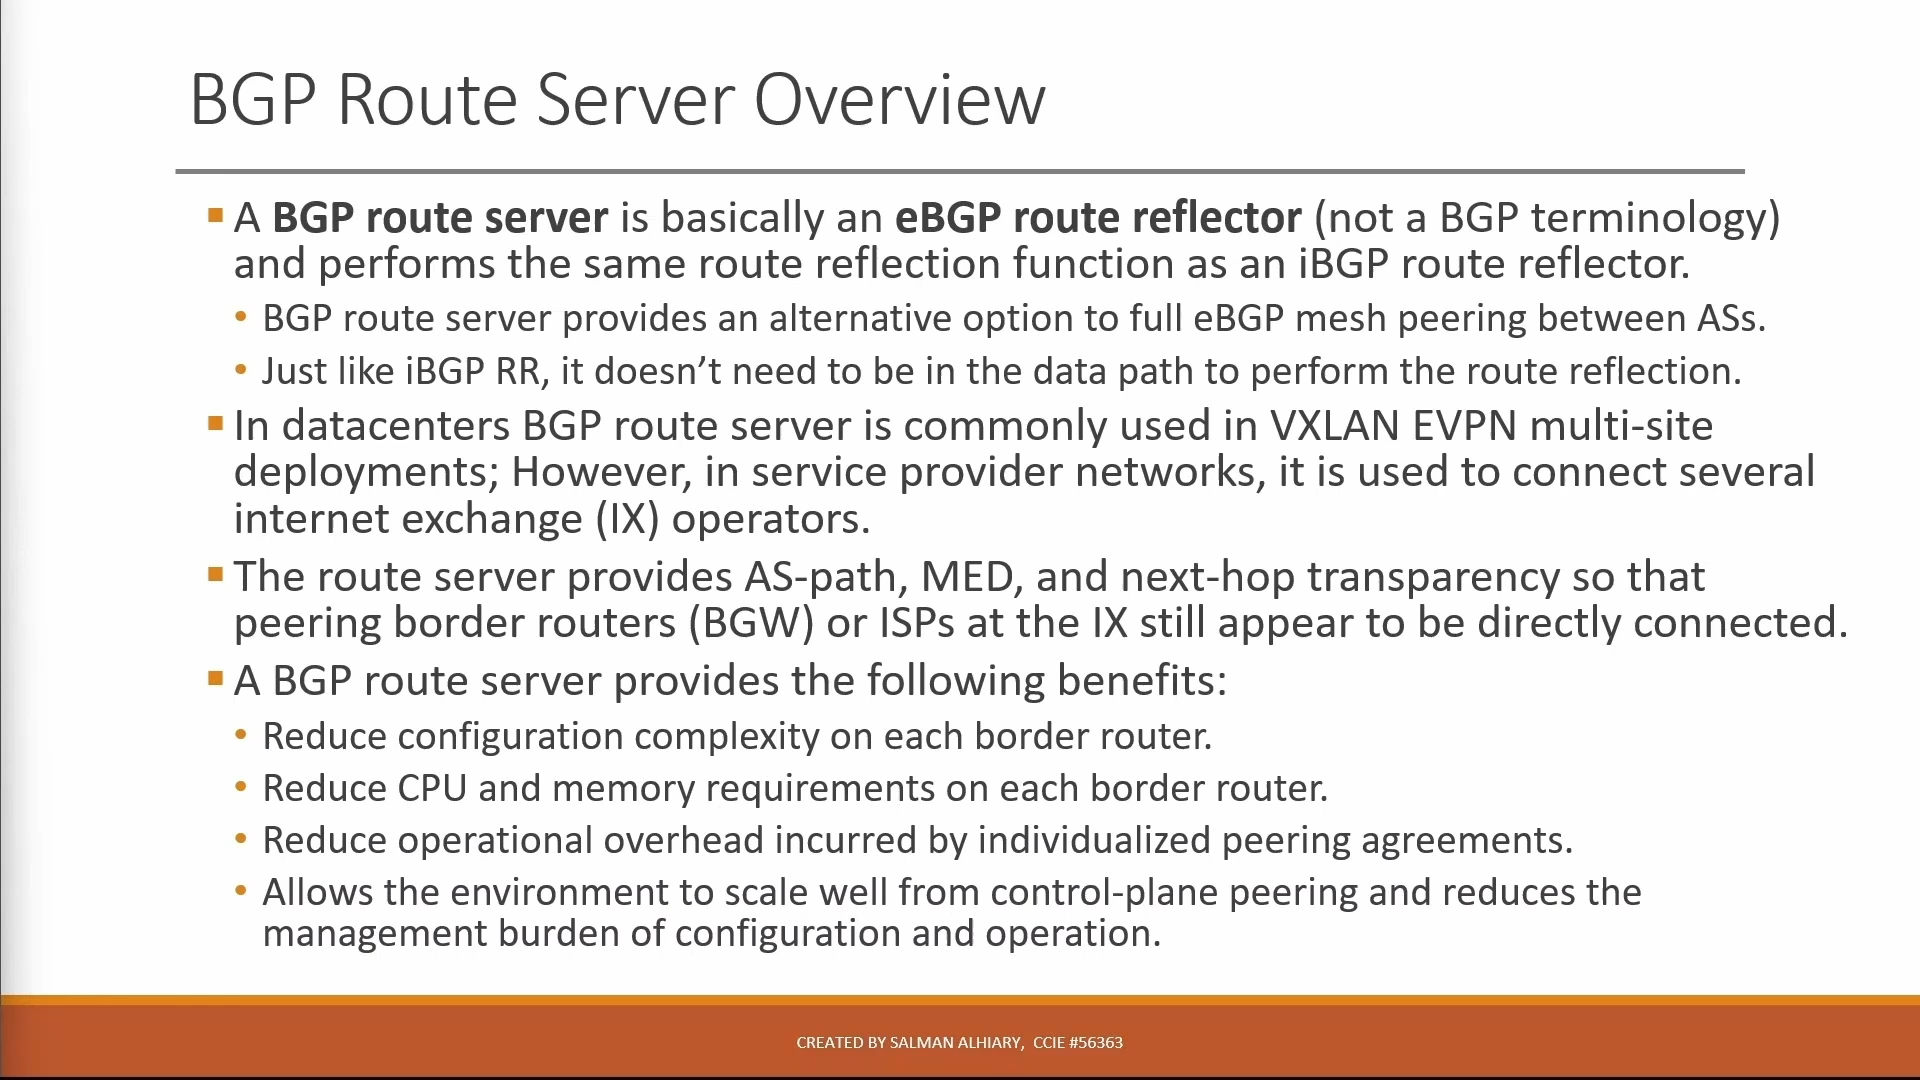 BGP Route Server Overview
▪ A BGP route server is basically an eBGP route reflector (not a BGP terminology)
and performs the same route reflection function as an iBGP route reflector.
• BGP route server provides an alternative option to full eBGP mesh peering between ASs.
• Just like iBGP RR, it doesn’t need to be in the data path to perform the route reflection.
▪ In datacenters BGP route server is commonly used in VXLAN EVPN multi-site
deployments; However, in service provider networks, it is used to connect several
internet exchange (IX) operators.
▪ The route server provides AS-path, MED, and next-hop transparency so that
peering border routers (BGW) or ISPs at the IX still appear to be directly connected.
▪ A BGP route server provides the following benefits:
• Reduce configuration complexity on each border router.
• Reduce CPU and memory requirements on each border router.
• Reduce operational overhead incurred by individualized peering agreements.
• Allows the environment to scale well from control-plane peering and reduces the
management burden of configuration and operation.
CREATED BY SALMAN ALHIARY, CCIE #56363